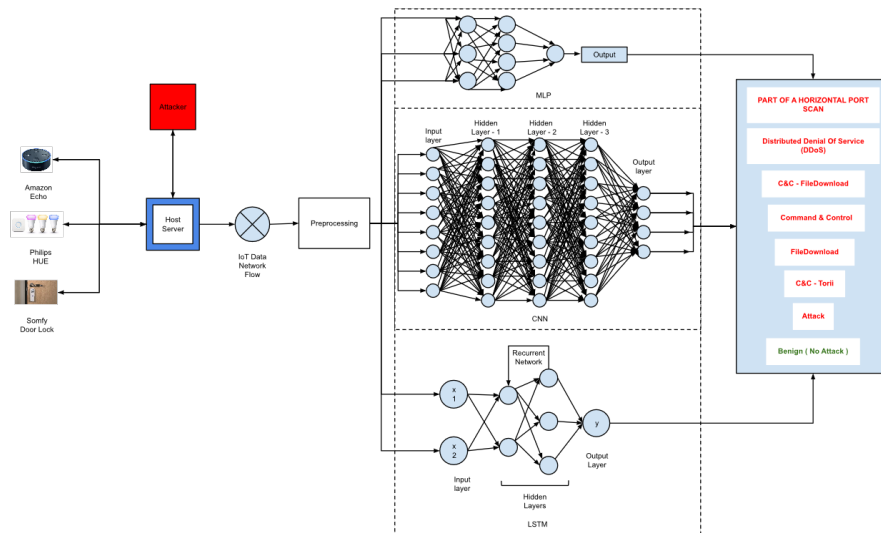 Attacker
Amazon
Echo
Philips
HUE
Somfy
Door Lock
Host
Server
IoT Data
Network
Flow
Preprocessing
Output
MLP
Input
layer
Hidden
Layer - 1
Hidden
Layer - 2
Hidden
Layer - 3
Output
layer
CNN
Recurrent
Network
x
1
x
2
y
Input
layer
Hidden
Layers
Output
Layer
LSTM
PART OF A HORIZONTAL PORT
SCAN
Distributed Denial Of Service
(DDoS)
C&C - FileDownload
Command & Control
FileDownload
C&C - Torii
Attack
Benign ( No Attack )